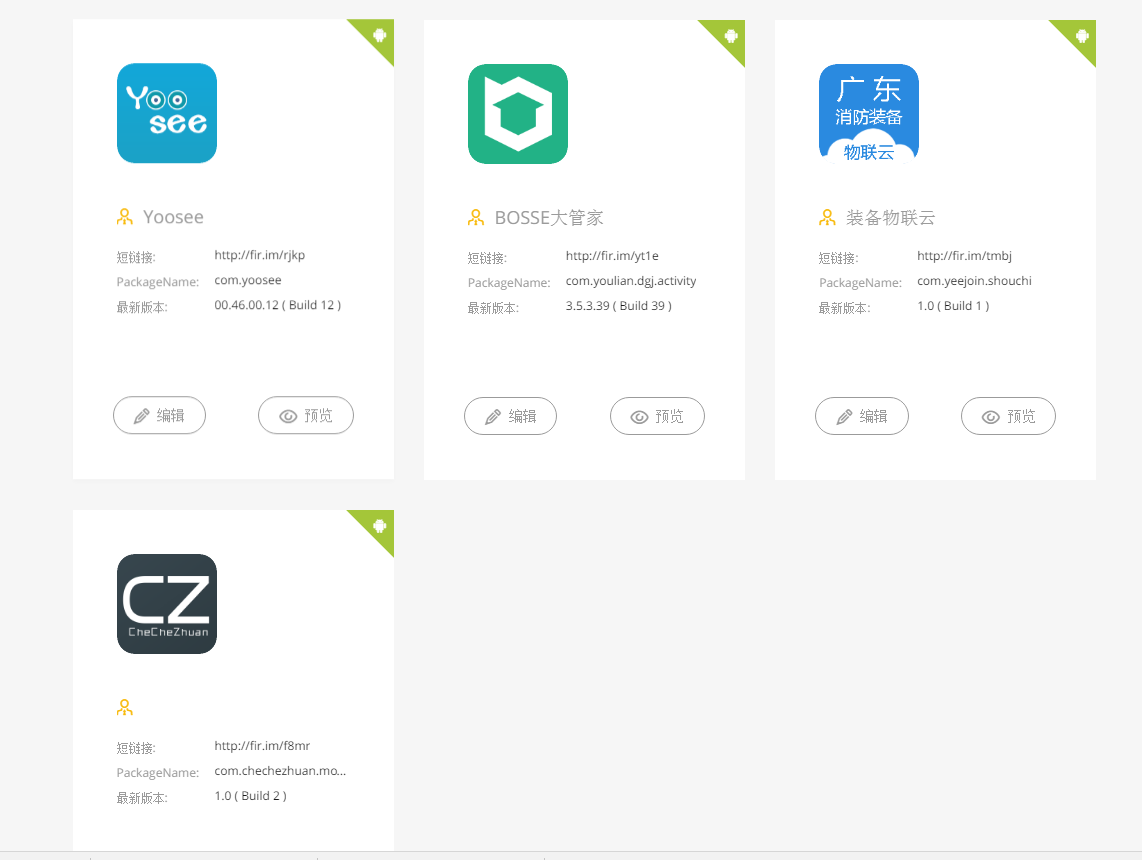 Yoo
see
Yoosee
短链接: http://fir.im/rjkp
PackageName: com.yoosee
最新版本: 00.46.00.12 ( Build 12 )
编辑 预览
BOSSE大管家
短链接: http://fir.im/yt1e
PackageName: com.youlian.dgj.activity
最新版本: 3.5.3.39 ( Build 39 )
编辑 预览
广东
消防装备
物联云
装备物联云
短链接: http://fir.im/tmbj
PackageName: com.yeejoin.shouchi
最新版本: 1.0 ( Build 1 )
编辑 预览
CZ
CheCheZhuan
短链接: http://fir.im/f8mr
PackageName: com.chechezhuan.mo...
最新版本: 1.0 ( Build 2 )